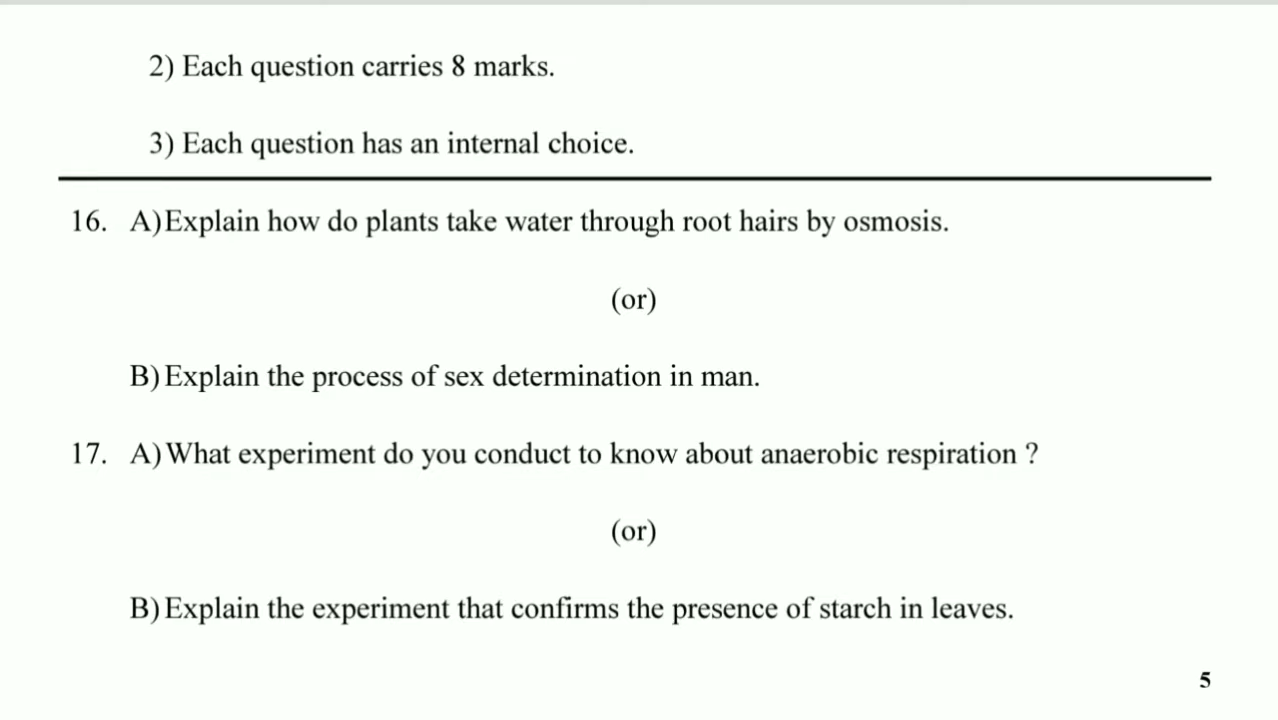 2) Each question carries 8 marks.
3) Each question has an internal choice.
16. A)Explain how do plants take water through root hairs by osmosis.
(or)
B)Explain the process of sex determination in man.
17. A)What experiment do you conduct to know about anaerobic respiration ?
(or)
B)Explain the experiment that confirms the presence of starch in leaves.
5